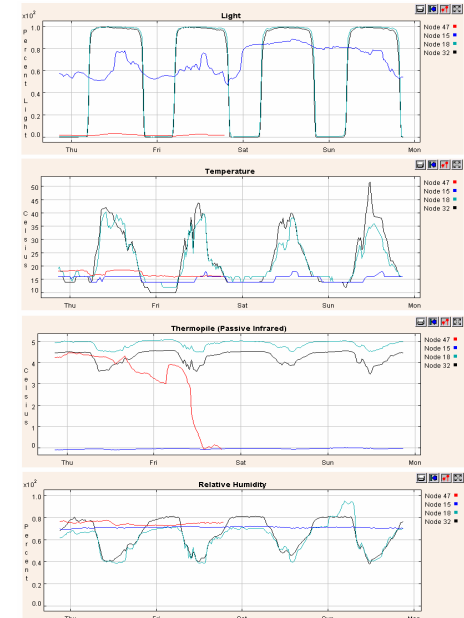 Light
x10²
Percent Light
1.0
0.8
0.6
0.4
0.2
0.0
Thu Fri Sat Sun Mon
Node 47
Node 15
Node 18
Node 32
Temperature
Celsius
50
45
40
35
30
25
20
15
10
Thu Fri Sat Sun Mon
Node 47
Node 15
Node 18
Node 32
Thermopile (Passive Infrared)
Celsius
5
4
3
2
1
0
Thu Fri Sat Sun Mon
Node 47
Node 15
Node 18
Node 32
Relative Humidity
x10²
Percent
1.0
0.8
0.6
0.4
0.2
0.0
Thu Fri Sat Sun Mon
Node 47
Node 15
Node 18
Node 32